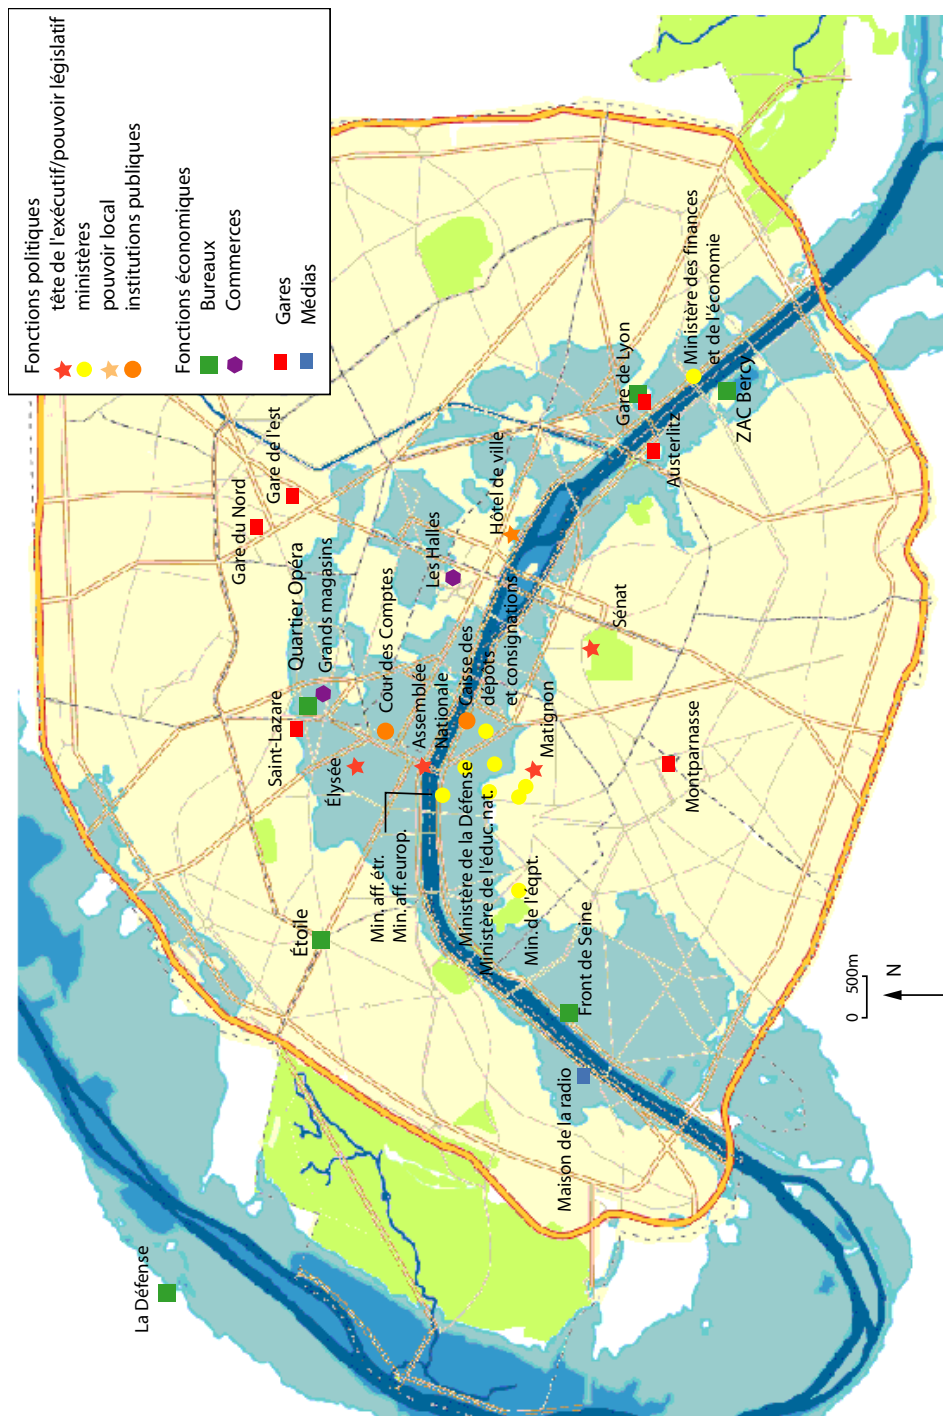 Fonctions politiques
tête de l'exécutif/pouvoir législatif
ministères
pouvoir local
institutions publiques
Fonctions économiques
Bureaux
Commerces
Gares
Médias
La Défense
Étoile
Saint-Lazare
Quartier Opéra
Grands magasins
Gare du Nord
Gare de l'est
Élysée
Cour des Comptes
Les Halles
Min. aff. étr.
Min. aff. europ.
Assemblée
Nationale
Caisse des
dépôts
et consignations
Hôtel de ville
Gare de Lyon
Ministère des finances
et de l'économie
Ministère de la Défense
Ministère de l'éduc. nat.
Min. de l'éqpt.
Matignon
Sénat
Austerlitz
ZAC Bercy
Maison de la radio
Front de Seine
Montparnasse
0 500m
N